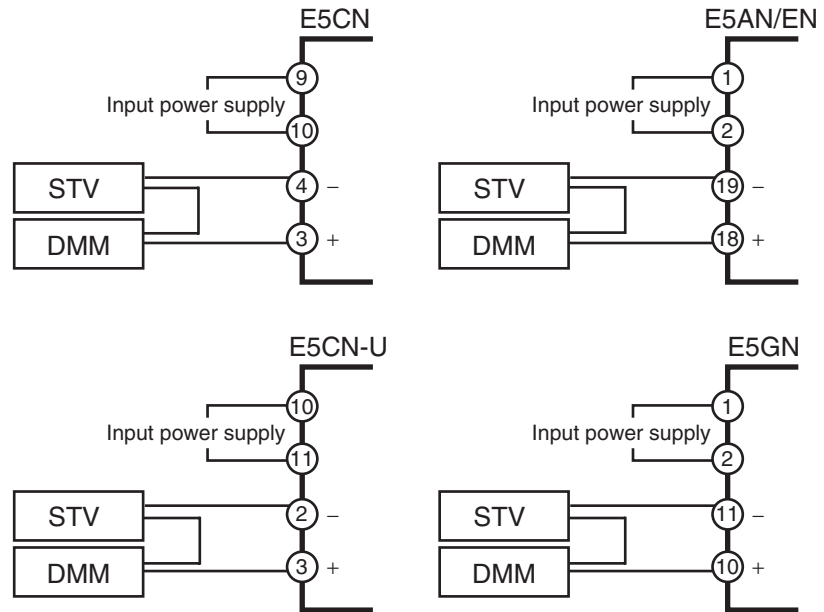 E5CN
9
Input power supply
10
STV
4 −
DMM
3 +
E5AN/EN
1
Input power supply
2
STV
19 −
DMM
18 +
E5CN-U
10
Input power supply
11
STV
2 −
DMM
3 +
E5GN
1
Input power supply
2
STV
11 −
DMM
10 +